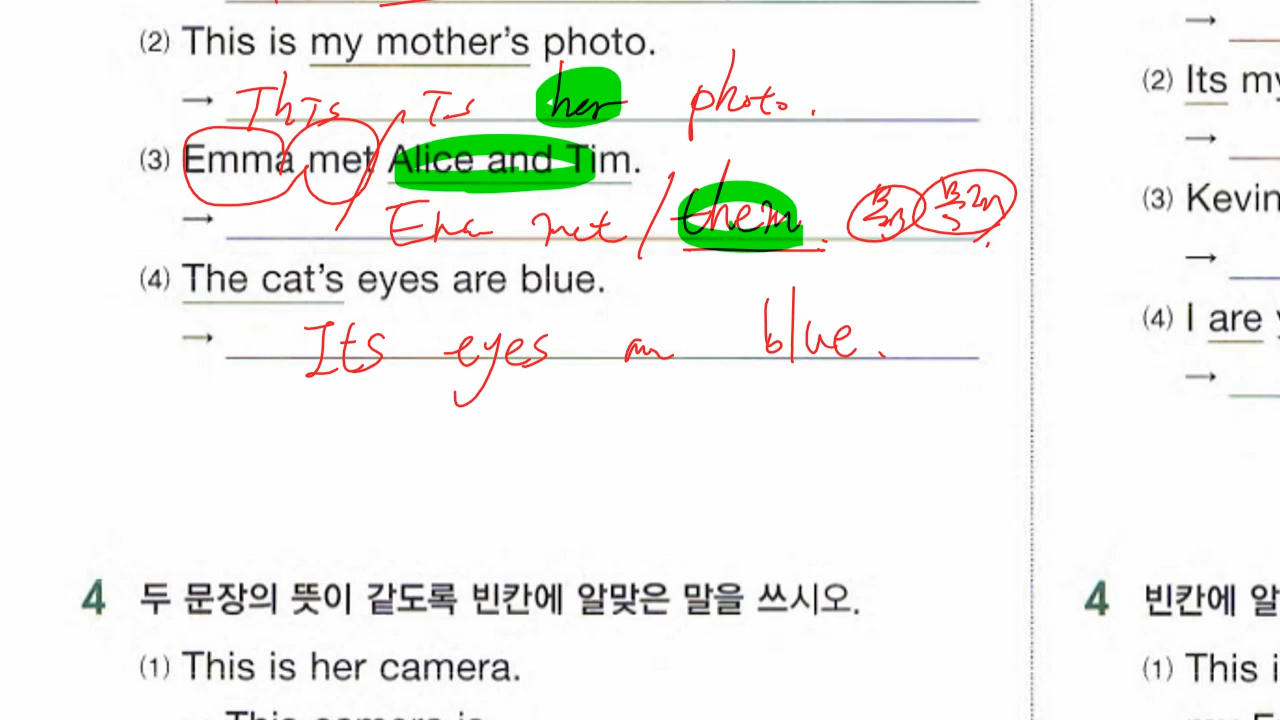 (2) This is my mother's photo.
→ This is her photo.
(3) Emma met Alice and Tim.
→ met / them.
(4) The cat's eyes are blue.
→ Its eyes blue.
4 두 문장의 뜻이 같도록 빈칸에 알맞은 말을 쓰시오.
(1) This is her camera.
This camera is
→
(2) Its my
→
(3) Kevin
→
(4) I are
→
4 빈칸에 알
(1) This i